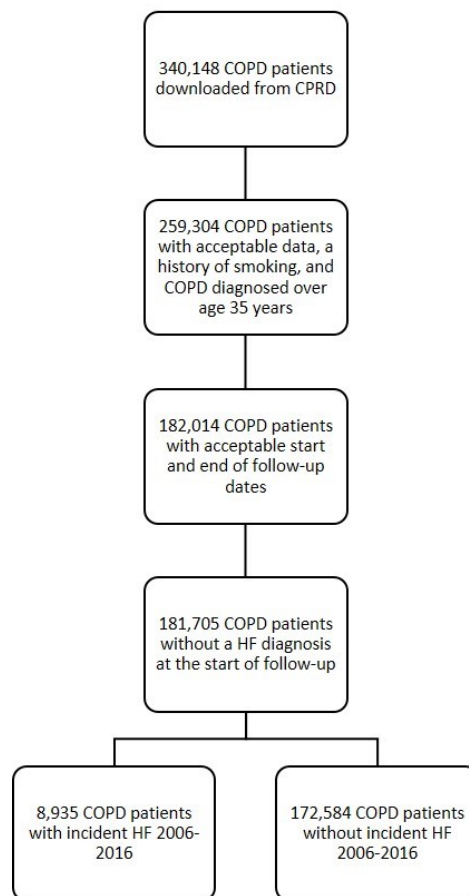 340,148 COPD patients
downloaded from CPRD
259,304 COPD patients
with acceptable data, a
history of smoking, and
COPD diagnosed over
age 35 years
182,014 COPD patients
with acceptable start
and end of follow-up
dates
181,705 COPD patients
without a HF diagnosis
at the start of follow-up
8,935 COPD patients
with incident HF 2006-
2016
172,584 COPD patients
without incident HF
2006-2016